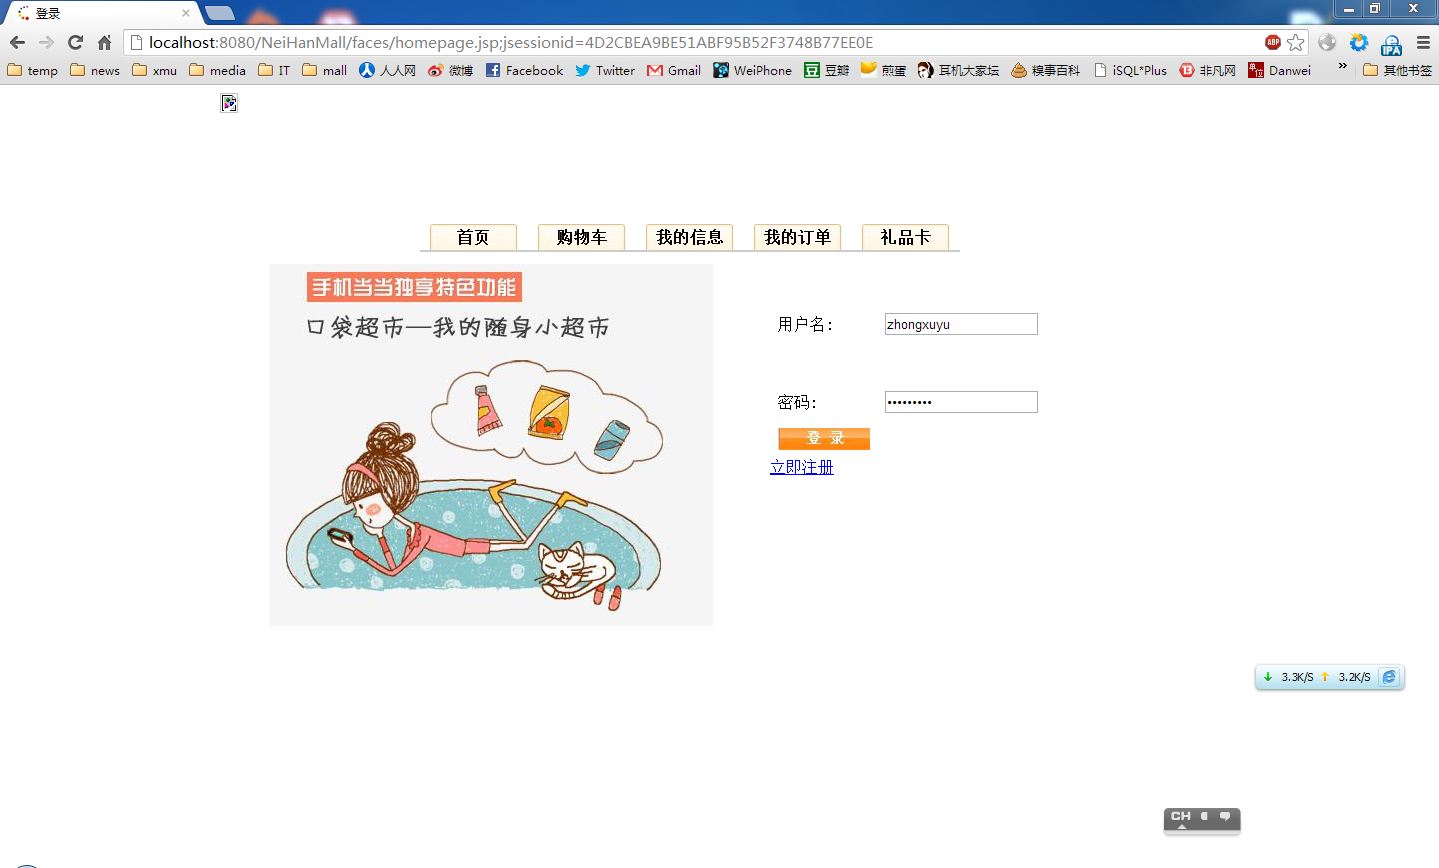 登录
localhost:8080/NeiHanMall/faces/homepage.jsp;jsessionid=4D2CBEA9BE51ABF95B52F3748B77EE0E
ABP
IPA
temp news xmu media IT mall 人人网 微博 Facebook Twitter Gmail WeiPhone 豆瓣 煎蛋 耳机大家坛 糗事百科 iSQL*Plus 非凡网 Danwei » 其他书签
首页 购物车 我的信息 我的订单 礼品卡
手机当当独享特色功能
口袋超市—我的随身小超市
用户名: zhongxuyu
密码: •••••••••
登 录
立即注册
3.3K/S 3.2K/S
CH